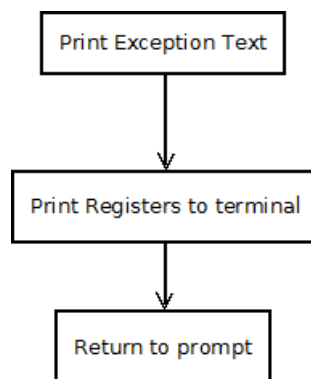 Print Exception Text
Print Registers to terminal
Return to prompt